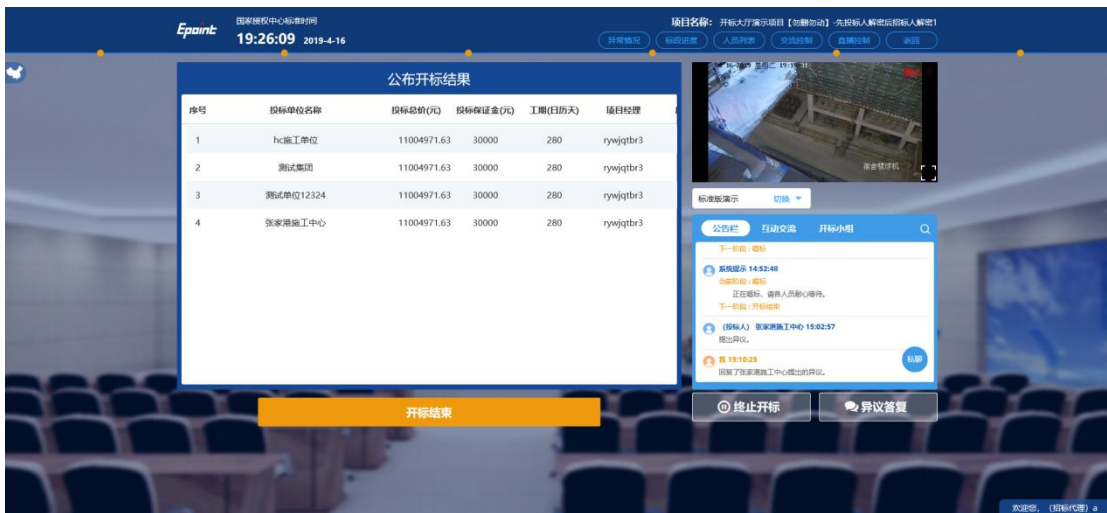 Epoint
国家授权中心标准时间
19:26:09 2019-4-16
项目名称: 开标大厅演示项目【勿删勿动】-先投标人解密后招标人解密1
异常情况 标段进度 人员列表 交流控制 直播控制 返回
公布开标结果
序号 投标单位名称 投标总价(元) 投标保证金(元) 工期(日历天) 项目经理
1 hc施工单位 11004971.63 30000 280 rywjqtbr3
2 测试集团 11004971.63 30000 280 rywjqtbr3
3 测试单位12324 11004971.63 30000 280 rywjqtbr3
4 张家港施工中心 11004971.63 30000 280 rywjqtbr3
标准版演示 切换
公告栏 互动交流 开标小组
下一阶段:唱标
系统提示 14:52:48
当前阶段:唱标
正在唱标,请各人员耐心等待。
下一阶段:开标结束
(投标人) 张家港施工中心 15:02:57
提出异议。
我 15:10:25
回复了张家港施工中心提出的异议。
私聊
开标结束
终止开标 异议答复
欢迎您,(招标代理)a